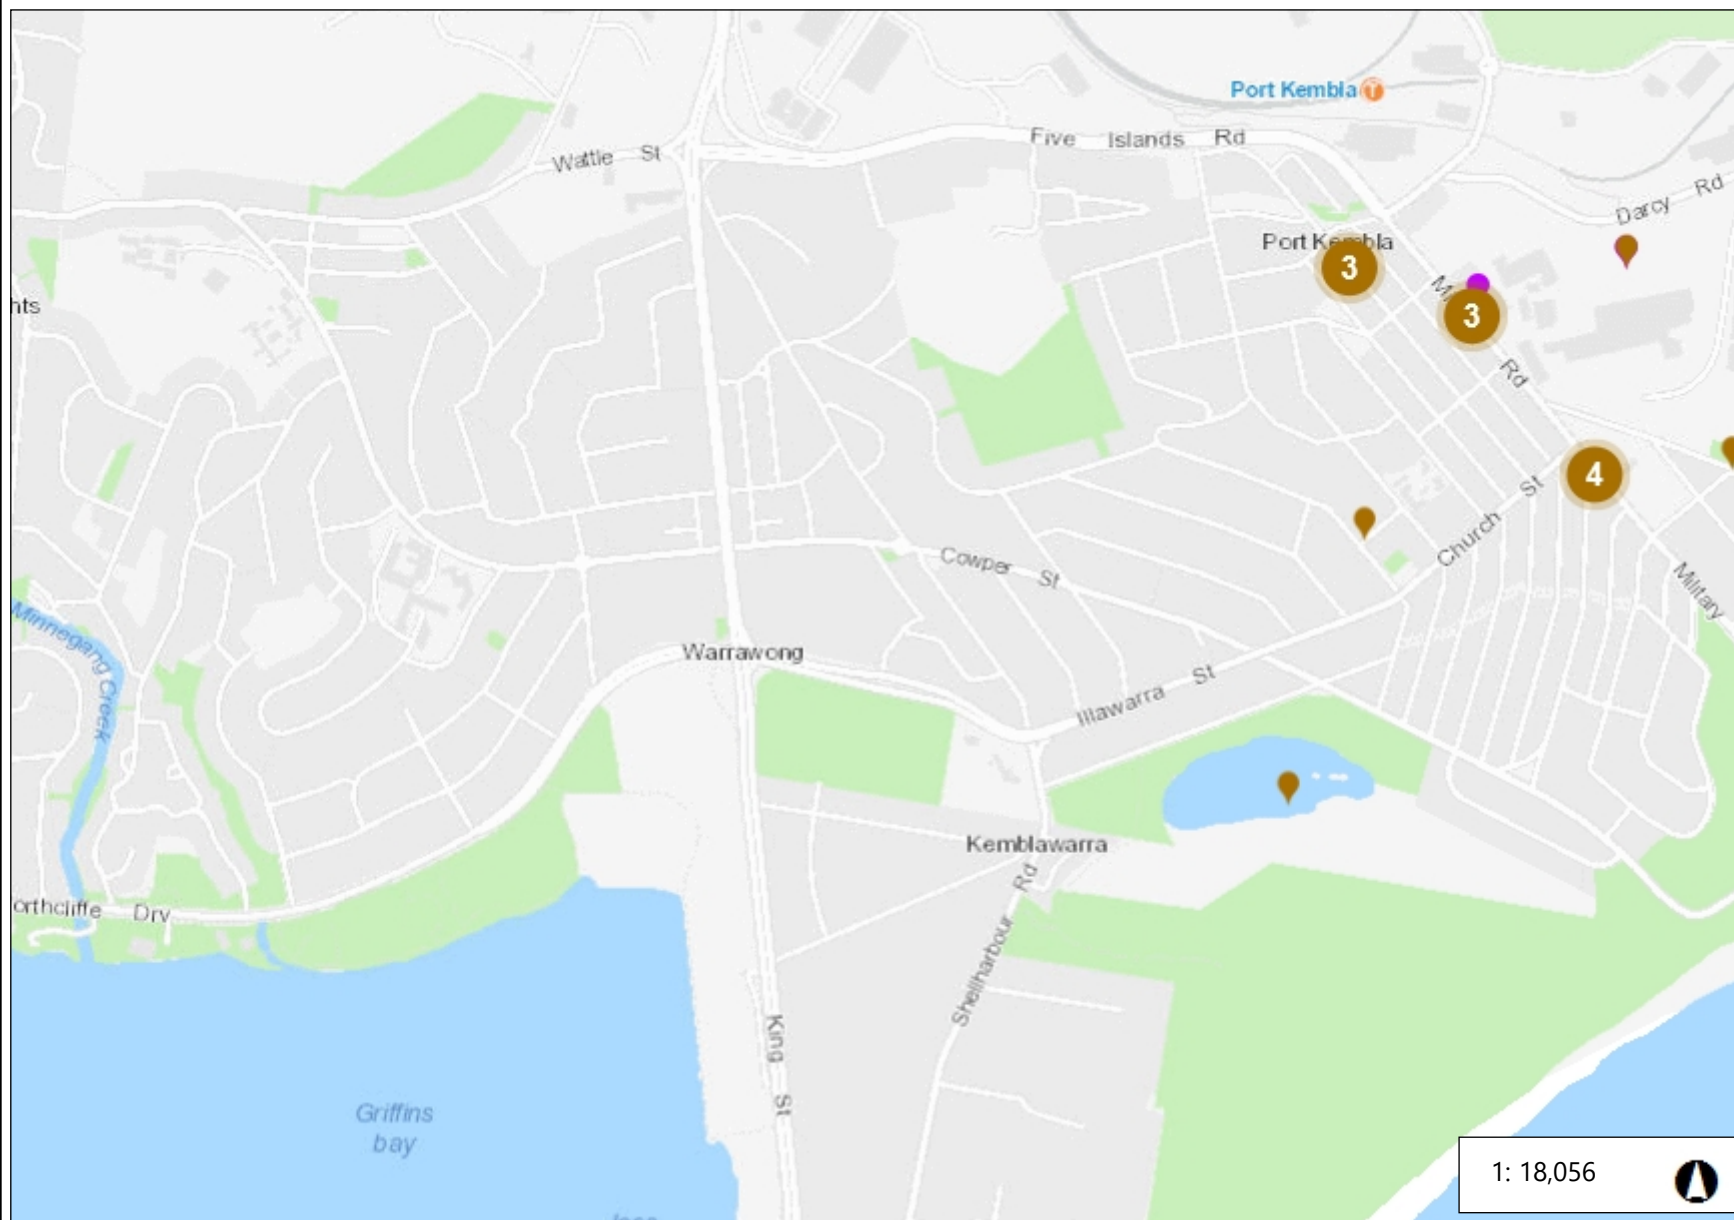 Port Kembla T
Five Islands Rd
Wattle St
Darcy Rd
Port Kembla
3
3
hts
Rd
4
St
Church
Cowper St
Military
Minnegang Creek
Warrawong
St
Illawarra
Kemblawarra
Rd
orthcliffe Drv
Shellharbour
King St
Griffins
bay
1: 18,056